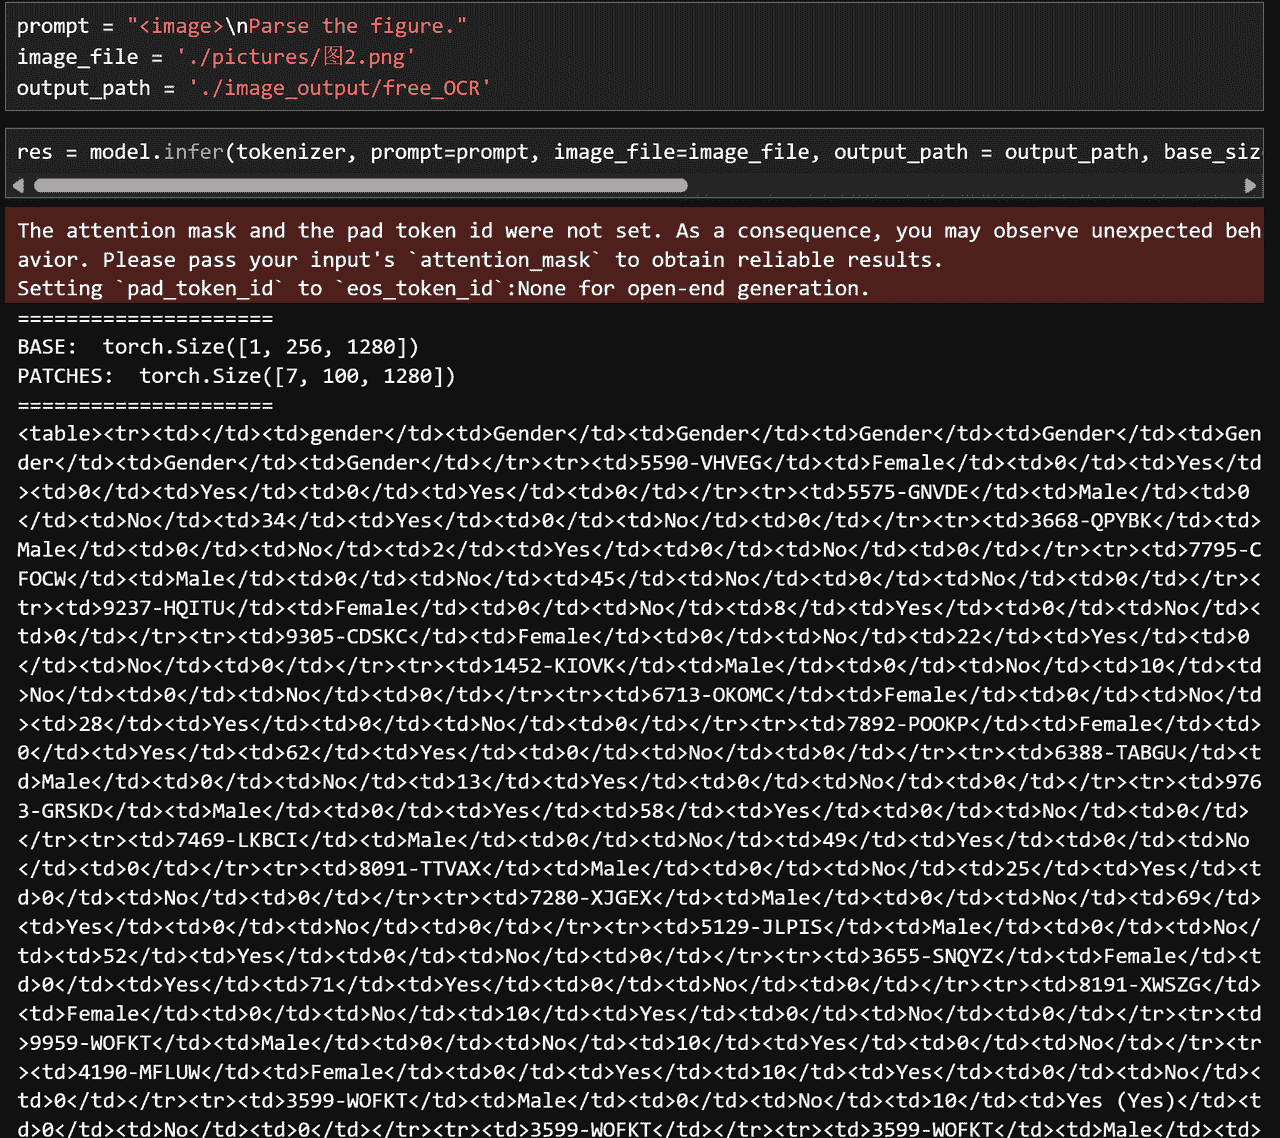 prompt = "<image>\nParse the figure."
image_file = './pictures/图2.png'
output_path = './image_output/free_OCR'
res = model.infer(tokenizer, prompt=prompt, image_file=image_file, output_path = output_path, base_siz
The attention mask and the pad token id were not set. As a consequence, you may observe unexpected beh
avior. Please pass your input's `attention_mask` to obtain reliable results.
Setting `pad_token_id` to `eos_token_id`:None for open-end generation.
=====================
BASE:  torch.Size([1, 256, 1280])
PATCHES:  torch.Size([7, 100, 1280])
=====================
<table><tr><td></td><td>gender</td><td>Gender</td><td>Gender</td><td>Gender</td><td>Gender</td><td>Gen
der</td><td>Gender</td><td>Gender</td></tr><tr><td>5590-VHVEG</td><td>Female</td><td>0</td><td>Yes</td
><td>0</td><td>Yes</td><td>0</td><td>Yes</td><td>0</td></tr><tr><td>5575-GNVDE</td><td>Male</td><td>0
</td><td>No</td><td>34</td><td>Yes</td><td>0</td><td>No</td><td>0</td></tr><tr><td>3668-QPYBK</td><td>
Male</td><td>0</td><td>No</td><td>2</td><td>Yes</td><td>0</td><td>No</td><td>0</td></tr><tr><td>7795-C
FOCW</td><td>Male</td><td>0</td><td>No</td><td>45</td><td>No</td><td>0</td><td>No</td><td>0</td></tr><
tr><td>9237-HQITU</td><td>Female</td><td>0</td><td>No</td><td>8</td><td>Yes</td><td>0</td><td>No</td><
td>0</td></tr><tr><td>9305-CDSKC</td><td>Female</td><td>0</td><td>No</td><td>22</td><td>Yes</td><td>0
</td><td>No</td><td>0</td></tr><tr><td>1452-KIOVK</td><td>Male</td><td>0</td><td>No</td><td>10</td><td
>No</td><td>0</td><td>No</td><td>0</td></tr><tr><td>6713-OKOMC</td><td>Female</td><td>0</td><td>No</td
><td>28</td><td>Yes</td><td>0</td><td>No</td><td>0</td></tr><tr><td>7892-POOKP</td><td>Female</td><td>
0</td><td>Yes</td><td>62</td><td>Yes</td><td>0</td><td>No</td><td>0</td></tr><tr><td>6388-TABGU</td><t
d>Male</td><td>0</td><td>No</td><td>13</td><td>Yes</td><td>0</td><td>No</td><td>0</td></tr><tr><td>976
3-GRSKD</td><td>Male</td><td>0</td><td>Yes</td><td>58</td><td>Yes</td><td>0</td><td>No</td><td>0</td>
</tr><tr><td>7469-LKBCI</td><td>Male</td><td>0</td><td>No</td><td>49</td><td>Yes</td><td>0</td><td>No
</td><td>0</td></tr><tr><td>8091-TTVAX</td><td>Male</td><td>0</td><td>No</td><td>25</td><td>Yes</td><t
d>0</td><td>No</td><td>0</td></tr><tr><td>7280-XJGEX</td><td>Male</td><td>0</td><td>No</td><td>69</td>
<td>Yes</td><td>0</td><td>No</td><td>0</td></tr><tr><td>5129-JLPIS</td><td>Male</td><td>0</td><td>No</
td><td>52</td><td>Yes</td><td>0</td><td>No</td><td>0</td></tr><tr><td>3655-SNQYZ</td><td>Female</td><t
d>0</td><td>Yes</td><td>71</td><td>Yes</td><td>0</td><td>No</td><td>0</td></tr><tr><td>8191-XWSZG</td>
<td>Female</td><td>0</td><td>No</td><td>10</td><td>Yes</td><td>0</td><td>No</td><td>0</td></tr><tr><td
>9959-WOFKT</td><td>Male</td><td>0</td><td>No</td><td>10</td><td>Yes</td><td>0</td><td>No</td></tr><tr
><td>4190-MFLUW</td><td>Female</td><td>0</td><td>Yes</td><td>10</td><td>Yes</td><td>0</td><td>No</td><
td>0</td></tr><tr><td>3599-WOFKT</td><td>Male</td><td>0</td><td>No</td><td>10</td><td>Yes (Yes)</td><t
d>0</td><td>No</td><td>0</td></tr><tr><td>3599-WOFKT</td></tr><tr><td>3599-WOFKT</td><td>Male</td><td>